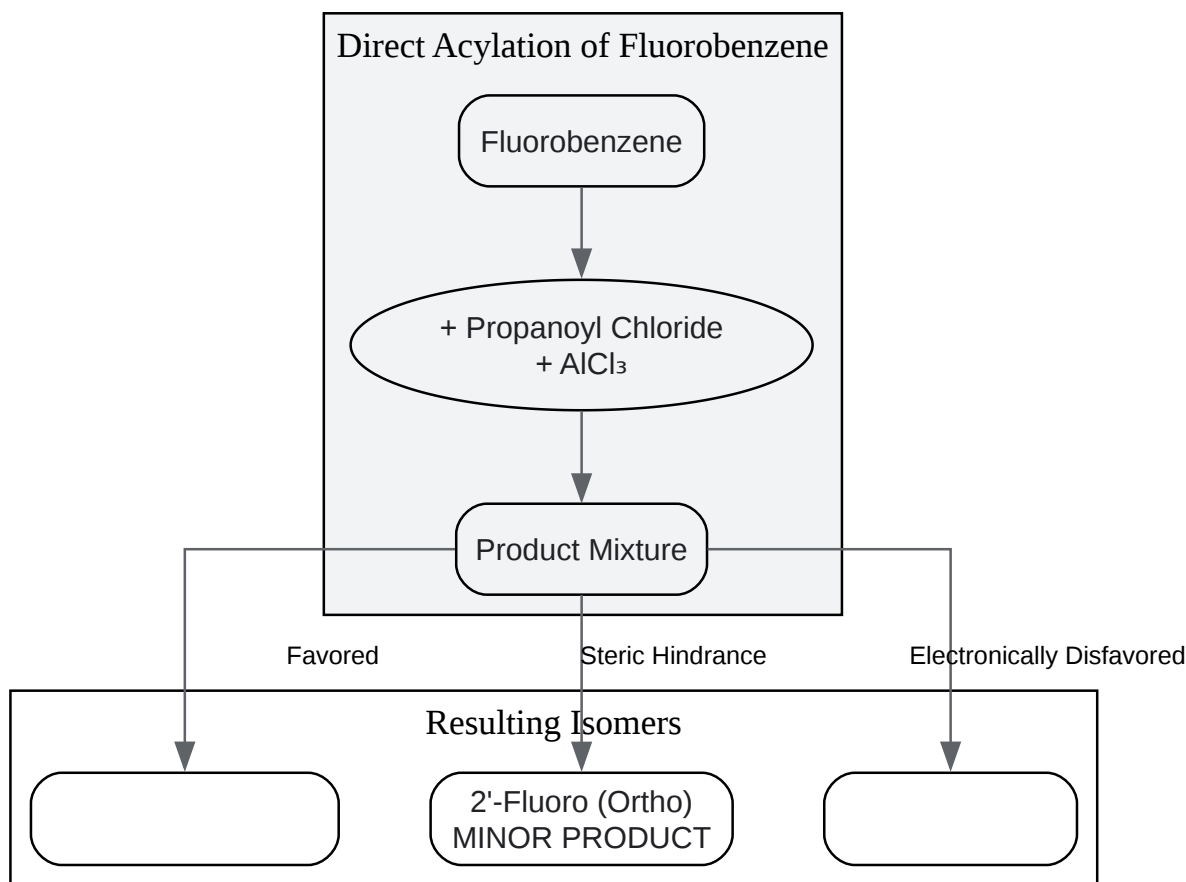 Direct Acylation of Fluorobenzene
Fluorobenzene
+ Propanoyl Chloride
+ AlCl₃
Product Mixture
Favored
Steric Hindrance
Electronically Disfavored
Resulting Isomers
2'-Fluoro (Ortho)
MINOR PRODUCT